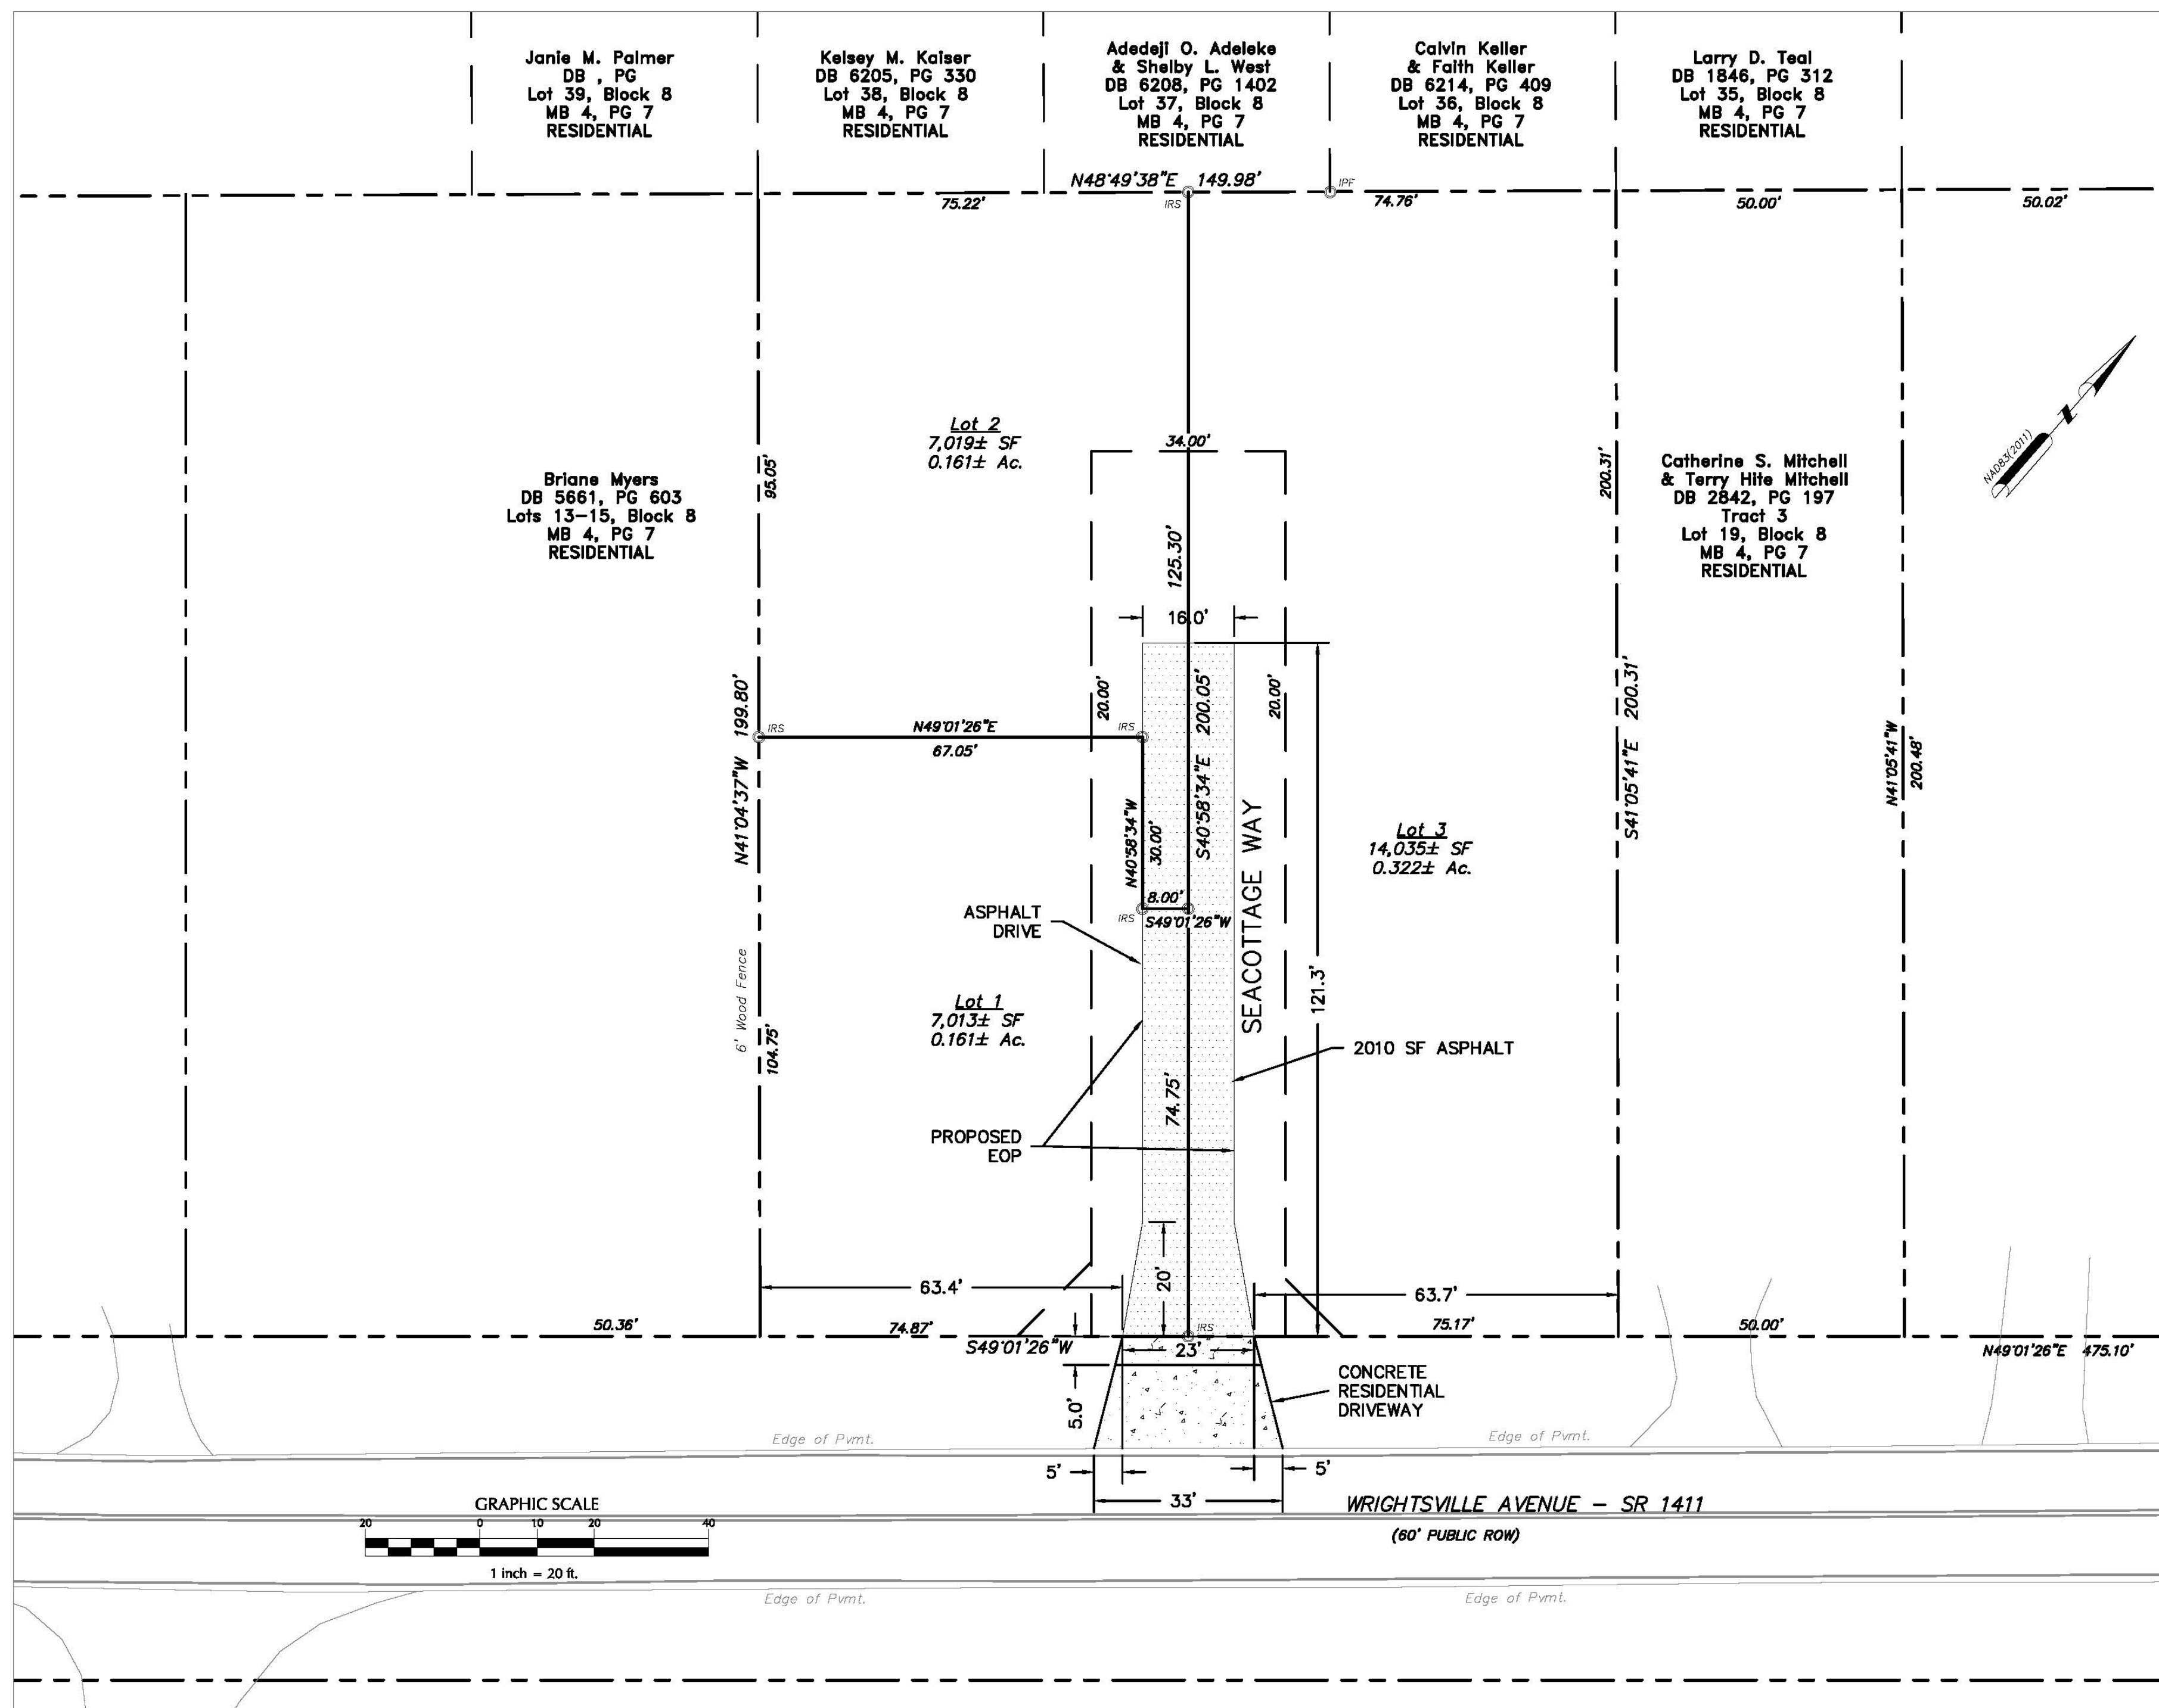 Janie M. Palmer
DB , PG
Lot 39, Block 8
MB 4, PG 7
RESIDENTIAL
Kelsey M. Kaiser
DB 6205, PG 330
Lot 38, Block 8
MB 4, PG 7
RESIDENTIAL
Adedeji O. Adeleke
& Shelby L. West
DB 6208, PG 1402
Lot 37, Block 8
MB 4, PG 7
RESIDENTIAL
Calvin Keller
& Faith Keller
DB 6214, PG 409
Lot 36, Block 8
MB 4, PG 7
RESIDENTIAL
Larry D. Teal
DB 1846, PG 312
Lot 35, Block 8
MB 4, PG 7
RESIDENTIAL
N48°49'38"E 149.98'
IPF
75.22'
IRS
74.76'
50.00'
50.02'
NAD83(2011)
N
Lot 2
7,019± SF
0.161± Ac.
34.00'
95.05'
200.31'
Briane Myers
DB 5661, PG 603
Lots 13-15, Block 8
MB 4, PG 7
RESIDENTIAL
Catherine S. Mitchell
& Terry Hite Mitchell
DB 2842, PG 197
Tract 3
Lot 19, Block 8
MB 4, PG 7
RESIDENTIAL
125.30'
16.0'
20.00'
20.00'
N41°04'37"W 199.80'
IRS
N49°01'26"E
67.05'
IRS
S40°58'34"E 200.05'
S41°05'41"E 200.31'
N41°05'41"W
200.48'
N40°58'34"W
30.00'
SEACOTTAGE WAY
Lot 3
14,035± SF
0.322± Ac.
8.00'
IRS
S49°01'26"W
ASPHALT
DRIVE
6' Wood Fence
104.75'
Lot 1
7,013± SF
0.161± Ac.
121.3'
2010 SF ASPHALT
74.75'
PROPOSED
EOP
63.4'
20'
63.7'
50.36'
74.87'
IRS
75.17'
50.00'
S49°01'26"W
23'
N49°01'26"E 475.10'
CONCRETE
RESIDENTIAL
DRIVEWAY
5.0'
Edge of Pvmt.
Edge of Pvmt.
5'
5'
33'
WRIGHTSVILLE AVENUE - SR 1411
(60' PUBLIC ROW)
GRAPHIC SCALE
20 0 10 20 40
1 inch = 20 ft.
Edge of Pvmt.
Edge of Pvmt.